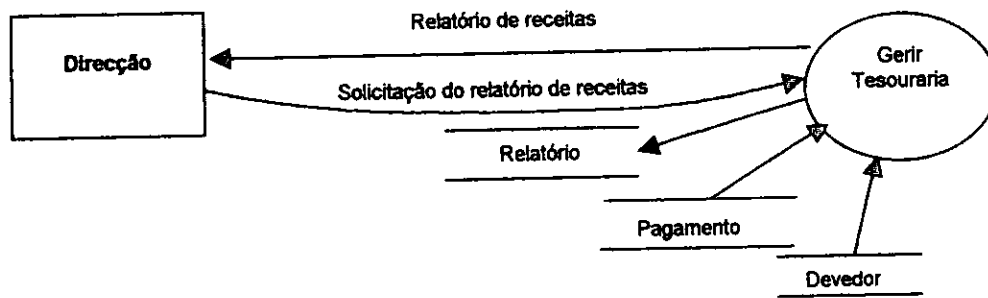 Relatório de receitas
Direcção
Gerir
Tesouraria
Solicitação do relatório de receitas
Relatório
Pagamento
Devedor